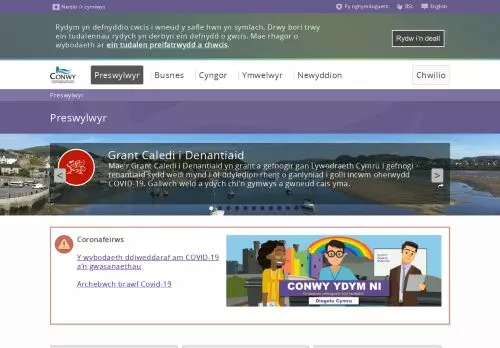 Neidio i'r cynnwys
Fy nghymdogaeth
BSL
English
Rydym yn defnyddio cwcis i wneud y safle hwn yn symlach. Drwy bori trwy
ein tudalennau rydych yn derbyn ein defnydd o gwcis. Mae rhagor o
wybodaeth ar ein tudalen preifatrwydd a chwcis.
Rydw i'n deall
CONWY
Preswylwyr
Busnes
Cyngor
Ymwelwyr
Newyddion
Chwilio
Preswylwyr
Preswylwyr
Grant Caledi i Denantiaid
Mae'r Grant Caledi i Denantiaid yn grant a gefnogir gan Lywodraeth Cymru i gefnogi
tenantiaid sydd wedi mynd i ôl-ddyledion rhent o ganlyniad i golli incwm oherwydd
COVID-19. Gallwch weld a ydych chi'n gymwys a gwneud cais yma.
<
>
Coronafeirws
Y wybodaeth ddiweddaraf am COVID-19
a'n gwasanaethau
Archebwch brawf Covid-19
CONWY YDYM NI
Diogelu Cymru